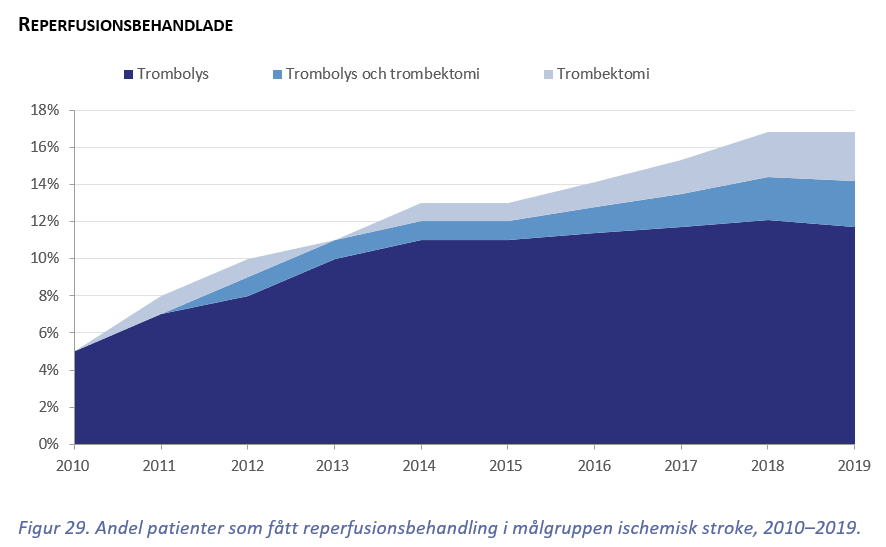 REPERFUSIONSBEHANDLADE
Trombolys Trombolys och trombektomi Trombektomi
18%
16%
14%
12%
10%
8%
6%
4%
2%
0%
2010 2011 2012 2013 2014 2015 2016 2017 2018 2019
Figur 29. Andel patienter som fått reperfusionsbehandling i målgruppen ischemisk stroke, 2010–2019.